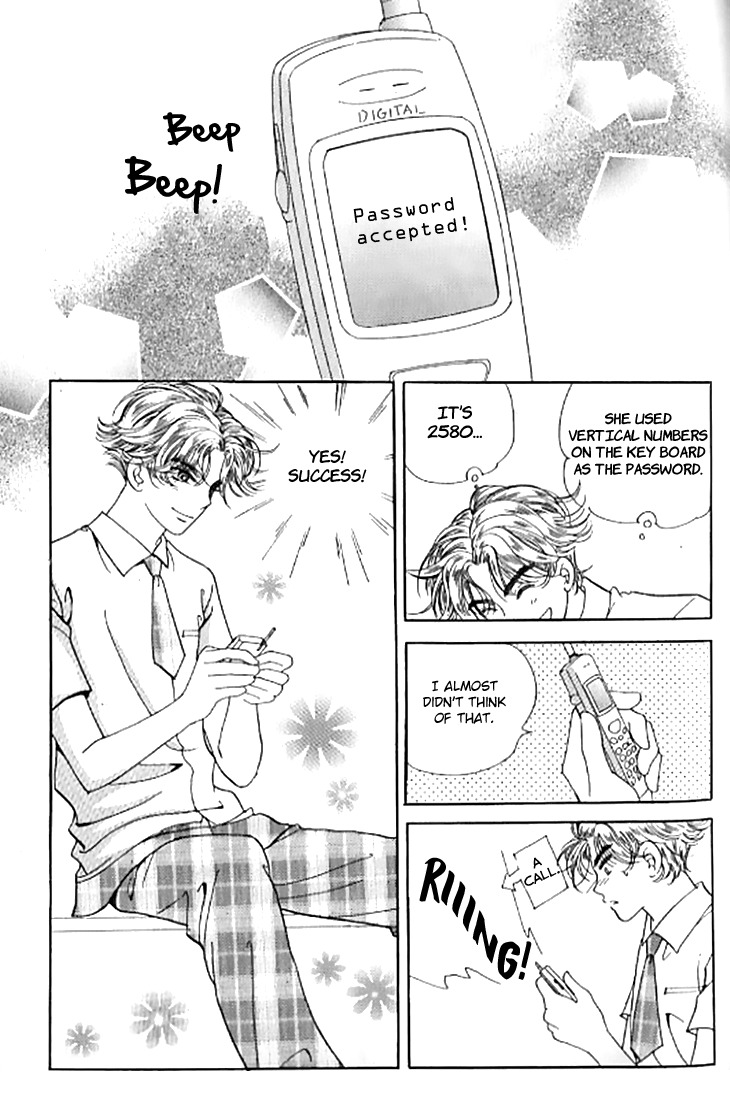 DIGITAL
Beep
Beep!
Password
accepted!
YES!
SUCCESS!
IT'S
2580...
SHE USED
VERTICAL NUMBERS
ON THE KEY BOARD
AS THE PASSWORD.
I ALMOST
DIDN'T THINK
OF THAT.
RIIING!
A
CALL.